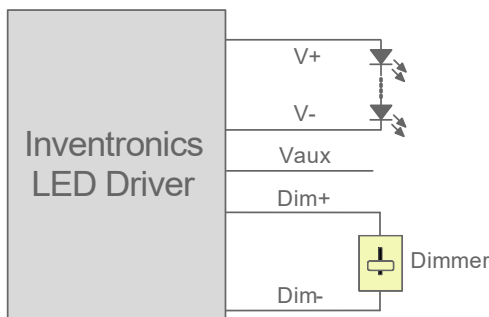 Inventronics
LED Driver
V+
V-
Vaux
Dim+
Dim-
Dimmer